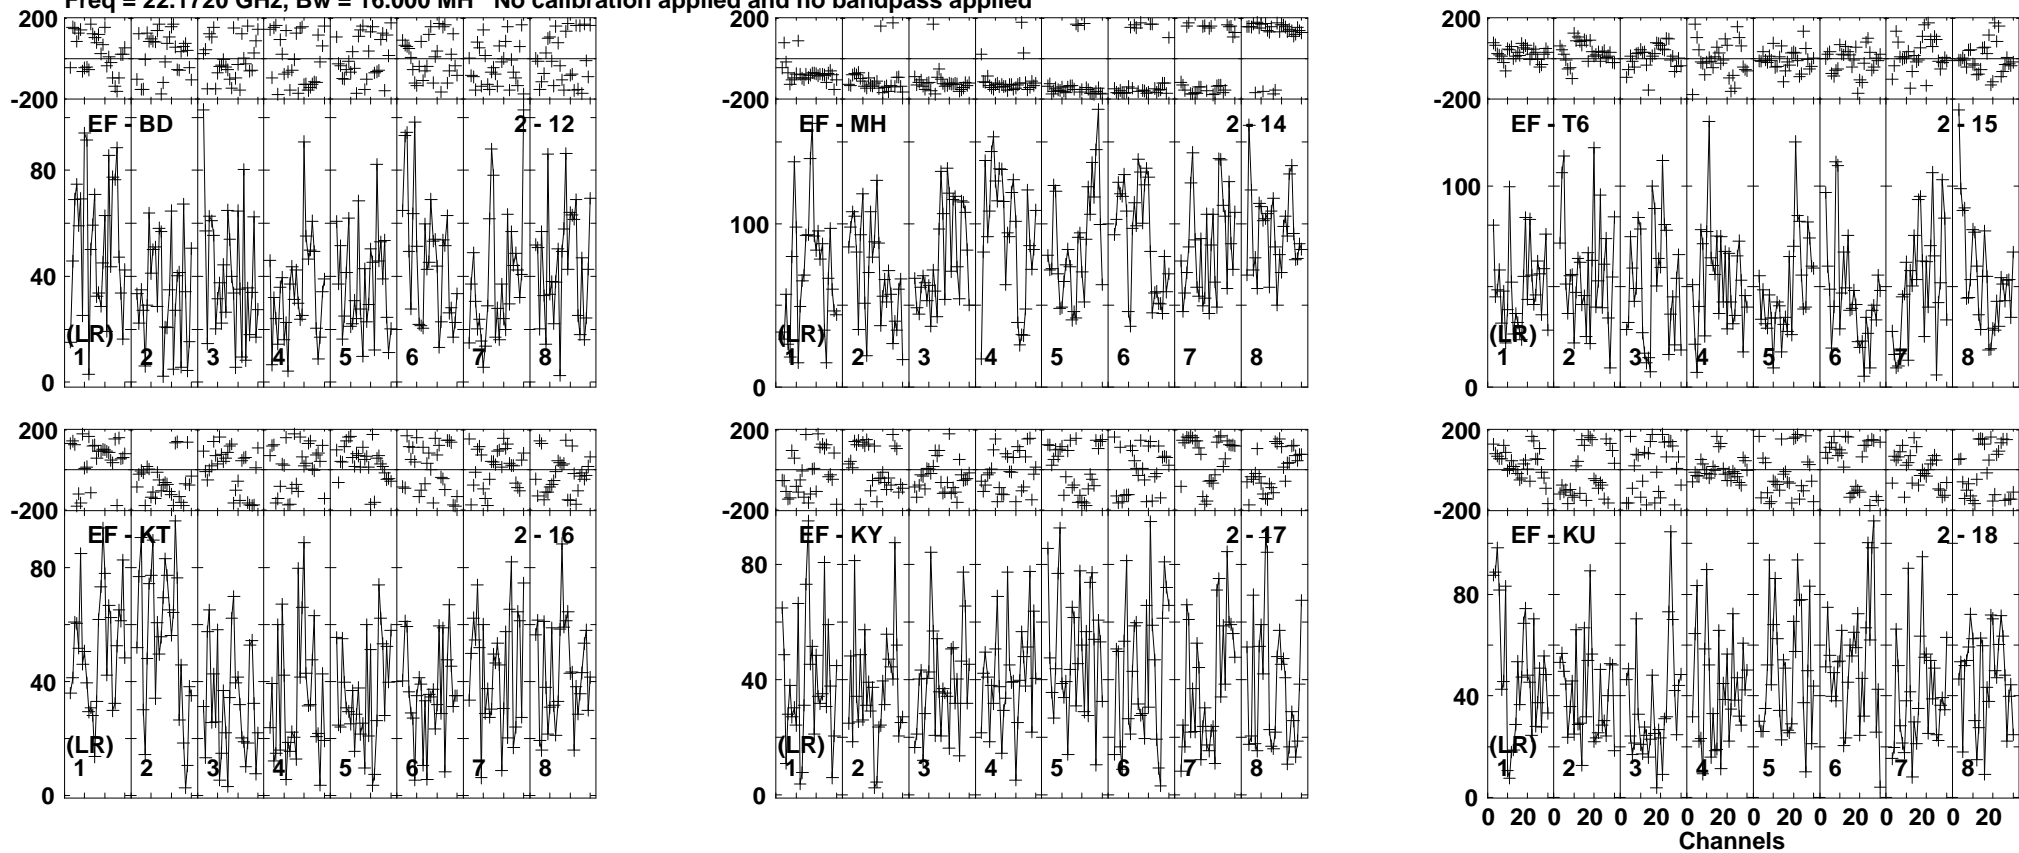 Freq = 22.1720 GHz, Bw = 16.000 MH No calibration applied and no bandpass applied
200 200 200
-200 -200 -200
EF - BD 2 - 12 EF - MH 2 - 14 EF - T6 2 - 15
80 100 100
40
(LR) (LR) (LR)
1 2 3 4 5 6 7 8 1 2 3 4 5 6 7 8 1 2 3 4 5 6 7 8
0 0 0
200 200 200
-200 -200 -200
EF - KT 2 - 16 EF - KY 2 - 17 EF - KU 2 - 18
80 80 80
40 40 40
(LR) (LR) (LR)
1 2 3 4 5 6 7 8 1 2 3 4 5 6 7 8 1 2 3 4 5 6 7 8
0 0 0
0 20 0 20 0 20 0 20 0 20 0 20 0 20 0 20
Channels